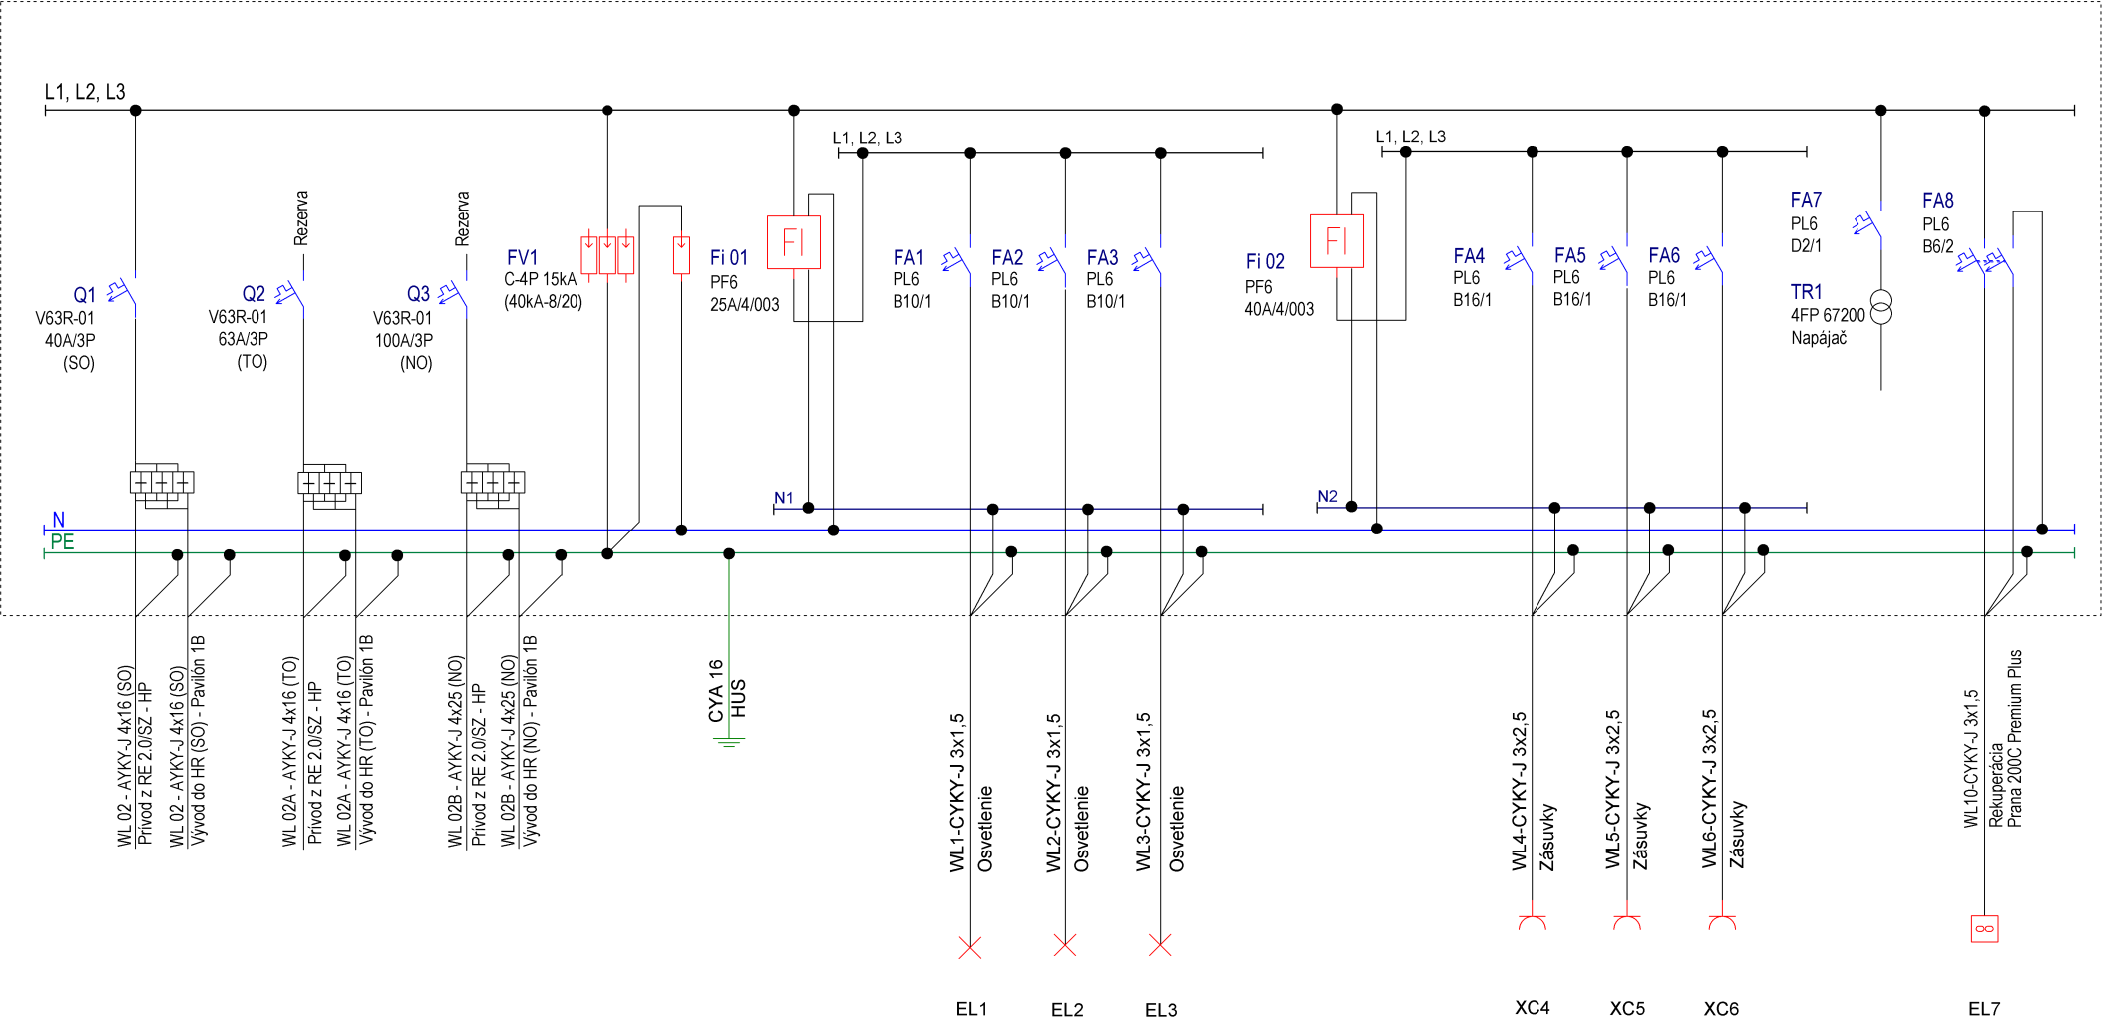 L1, L2, L3
L1, L2, L3
L1, L2, L3
Rezerva
Rezerva
Q1
V63R-01
40A/3P
(SO)
Q2
V63R-01
63A/3P
(TO)
Q3
V63R-01
100A/3P
(NO)
FV1
C-4P 15kA
(40kA-8/20)
Fi 01
PF6
25A/4/003
FI
FA1
PL6
B10/1
FA2
PL6
B10/1
FA3
PL6
B10/1
Fi 02
PF6
40A/4/003
FI
FA4
PL6
B16/1
FA5
PL6
B16/1
FA6
PL6
B16/1
FA7
PL6
D2/1
TR1
4FP 67200
Napájač
FA8
PL6
B6/2
N1
N2
N
PE
WL 02 - AYKY-J 4x16 (SO)
Prívod z RE 2.0/SZ - HP
WL 02 - AYKY-J 4x16 (SO)
Vývod do HR (SO) - Pavilón 1B
WL 02A - AYKY-J 4x16 (TO)
Prívod z RE 2.0/SZ - HP
WL 02A - AYKY-J 4x16 (TO)
Vývod do HR (TO) - Pavilón 1B
WL 02B - AYKY-J 4x25 (NO)
Prívod z RE 2.0/SZ - HP
WL 02B - AYKY-J 4x25 (NO)
Vývod do HR (NO) - Pavilón 1B
CYA 16
HUS
WL1-CYKY-J 3x1,5
Osvetlenie
WL2-CYKY-J 3x1,5
Osvetlenie
WL3-CYKY-J 3x1,5
Osvetlenie
WL4-CYKY-J 3x2,5
Zásuvky
WL5-CYKY-J 3x2,5
Zásuvky
WL6-CYKY-J 3x2,5
Zásuvky
WL10-CYKY-J 3x1,5
Rekuperácia
Prana 200C Premium Plus
EL1
EL2
EL3
XC4
XC5
XC6
EL7